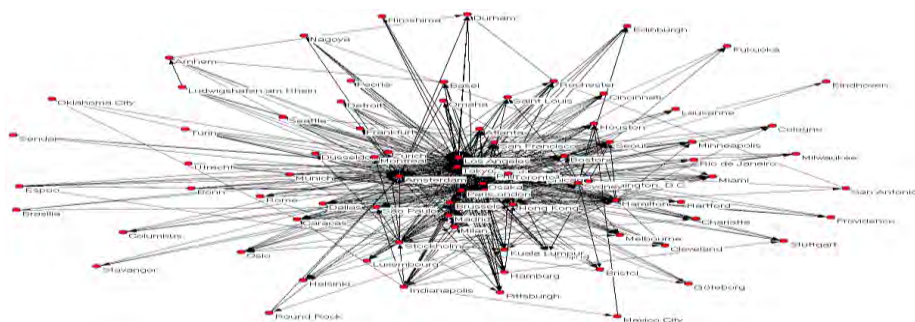 Hiroshima
Durham
Edinburgh
Nagoya
Fukuoka
Arnhem
Peoria
Basel
Rochester
Eindhoven
Ludwigshafen am Rhein
Oklahoma City
Detroit
Omaha
Saint Louis
Cincinnati
Lausanne
Seattle
Frankfurt
Atlanta
Houston
Cologne
Sendai
Turin
San Francisco
Seoul
Minneapolis
Zurich
Montreal
Los Angeles
Boston
Rio de Janeiro
Milwaukee
Utrecht
Munich
Tokyo
Toronto
Miami
Amsterdam
Espoo
Bonn
Osaka
San Antonio
Rome
Dallas
São Paulo
Brussels
Hong Kong
Hamilton
Hartford
Brasilia
Caracas
Madrid
Charlotte
Providence
Columbus
Milan
Melbourne
Stuttgart
Oslo
Stockholm
Kuala Lumpur
Cleveland
Stavanger
Luxembourg
Hamburg
Bristol
Helsinki
Indianapolis
Pittsburgh
Göteborg
Round Rock
Mexico City